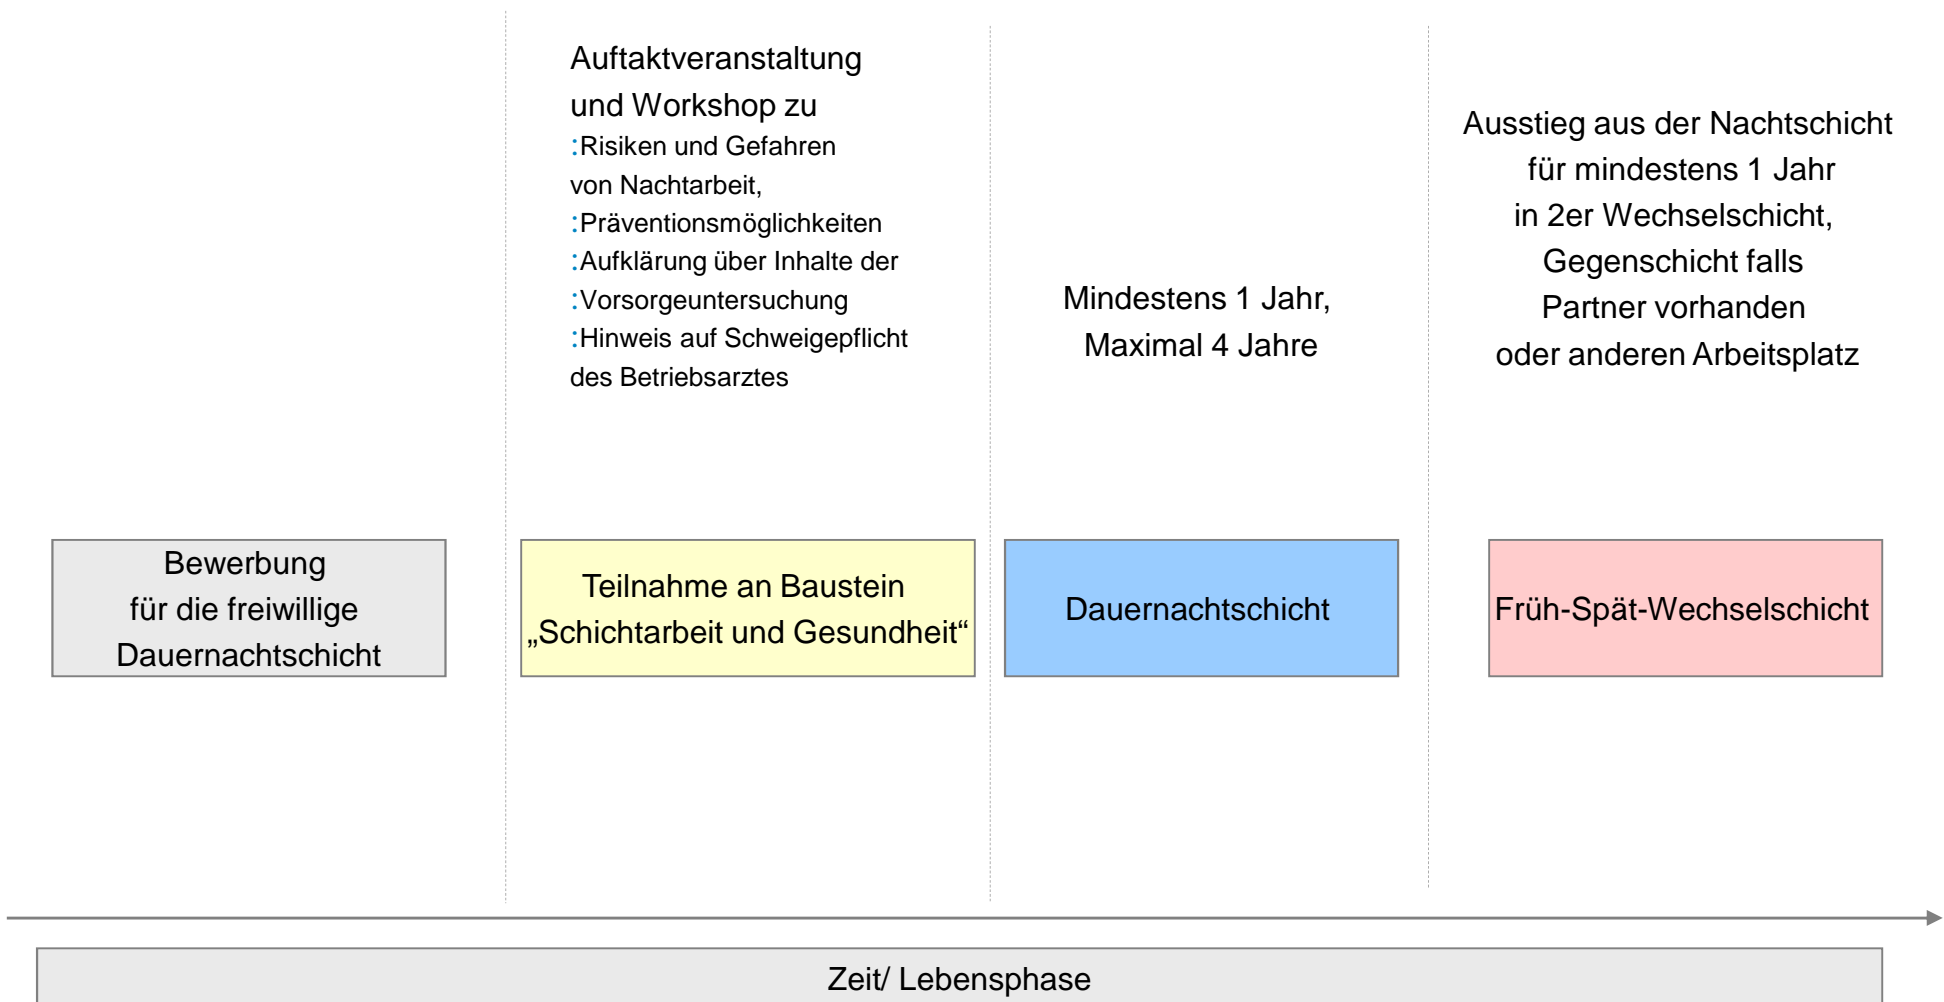 Auftaktveranstaltung
und Workshop zu
:Risiken und Gefahren
von Nachtarbeit,
:Präventionsmöglichkeiten
:Aufklärung über Inhalte der
:Vorsorgeuntersuchung
:Hinweis auf Schweigepflicht
des Betriebsarztes
Mindestens 1 Jahr,
Maximal 4 Jahre
Ausstieg aus der Nachtschicht
für mindestens 1 Jahr
in 2er Wechselschicht,
Gegenschicht falls
Partner vorhanden
oder anderen Arbeitsplatz
Bewerbung
für die freiwillige
Dauernachtschicht
Teilnahme an Baustein
„Schichtarbeit und Gesundheit“
Dauernachtschicht
Früh-Spät-Wechselschicht
Zeit/ Lebensphase